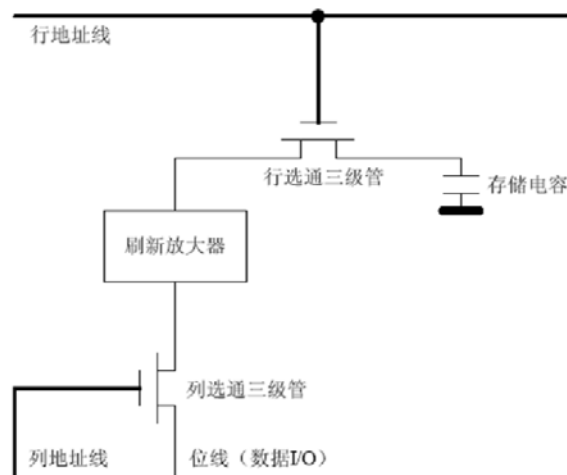 行地址线
行选通三级管
存储电容
刷新放大器
列选通三级管
列地址线
位线（数据I/O）